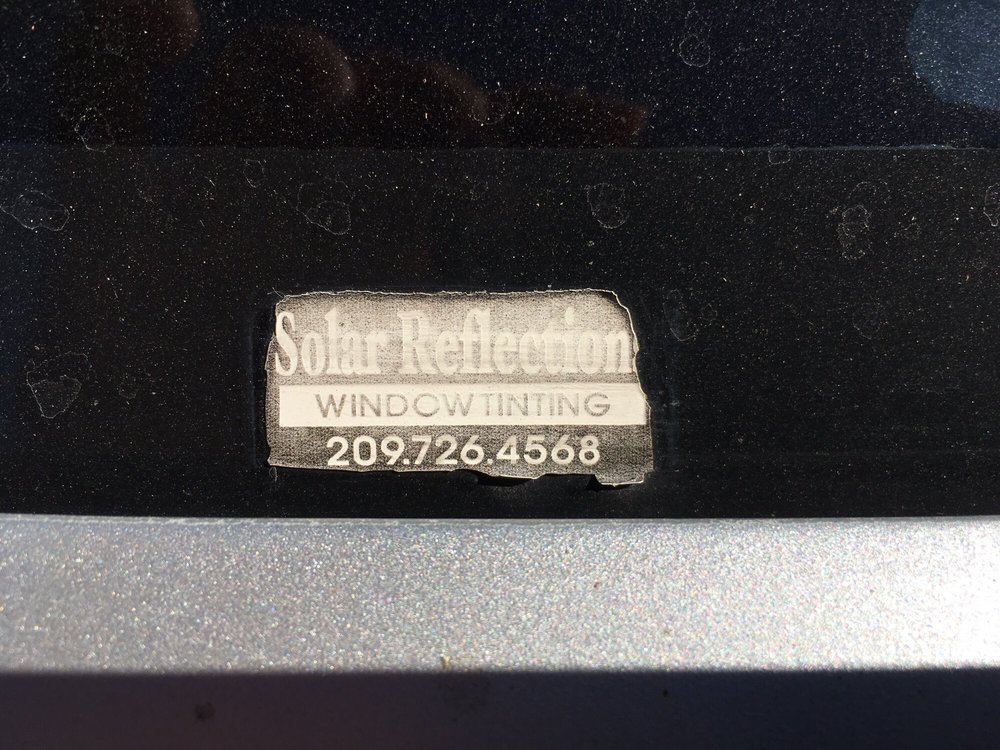 Solar Reflection
WINDOW TINTING
209.726.4568